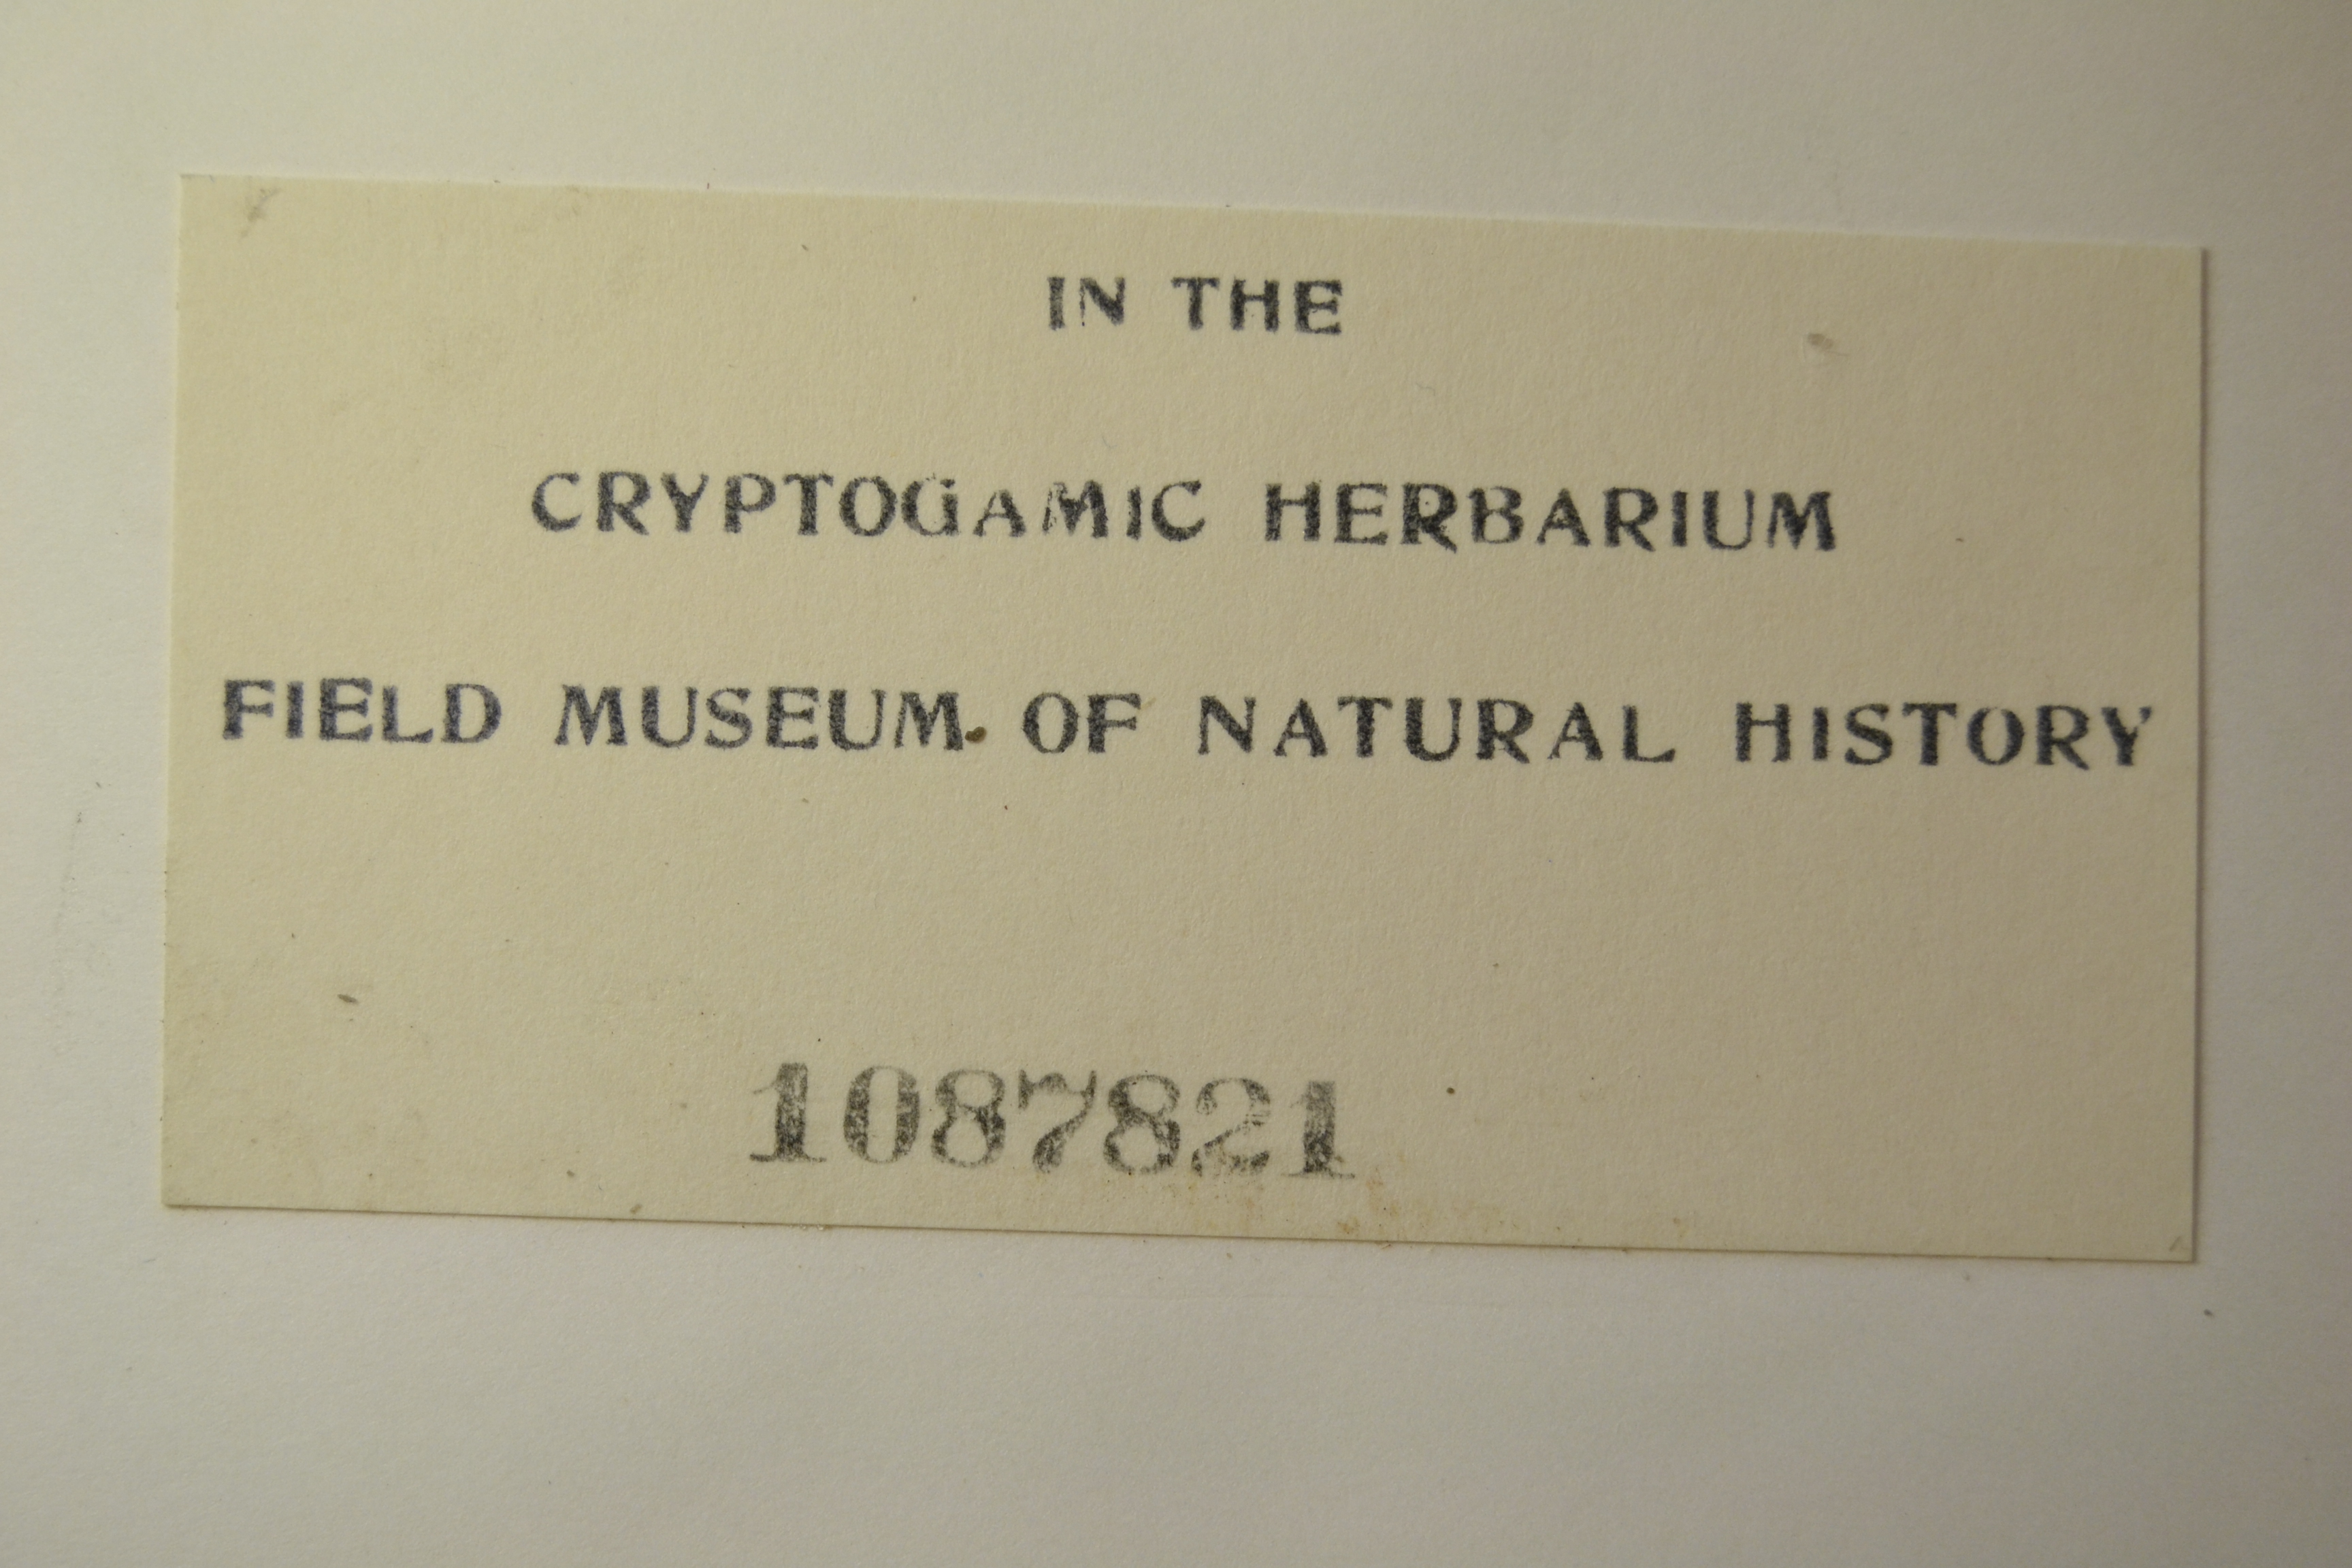 IN THE
CRYPTOGAMIC HERBARIUM
FIELD MUSEUM OF NATURAL HISTORY
1087821